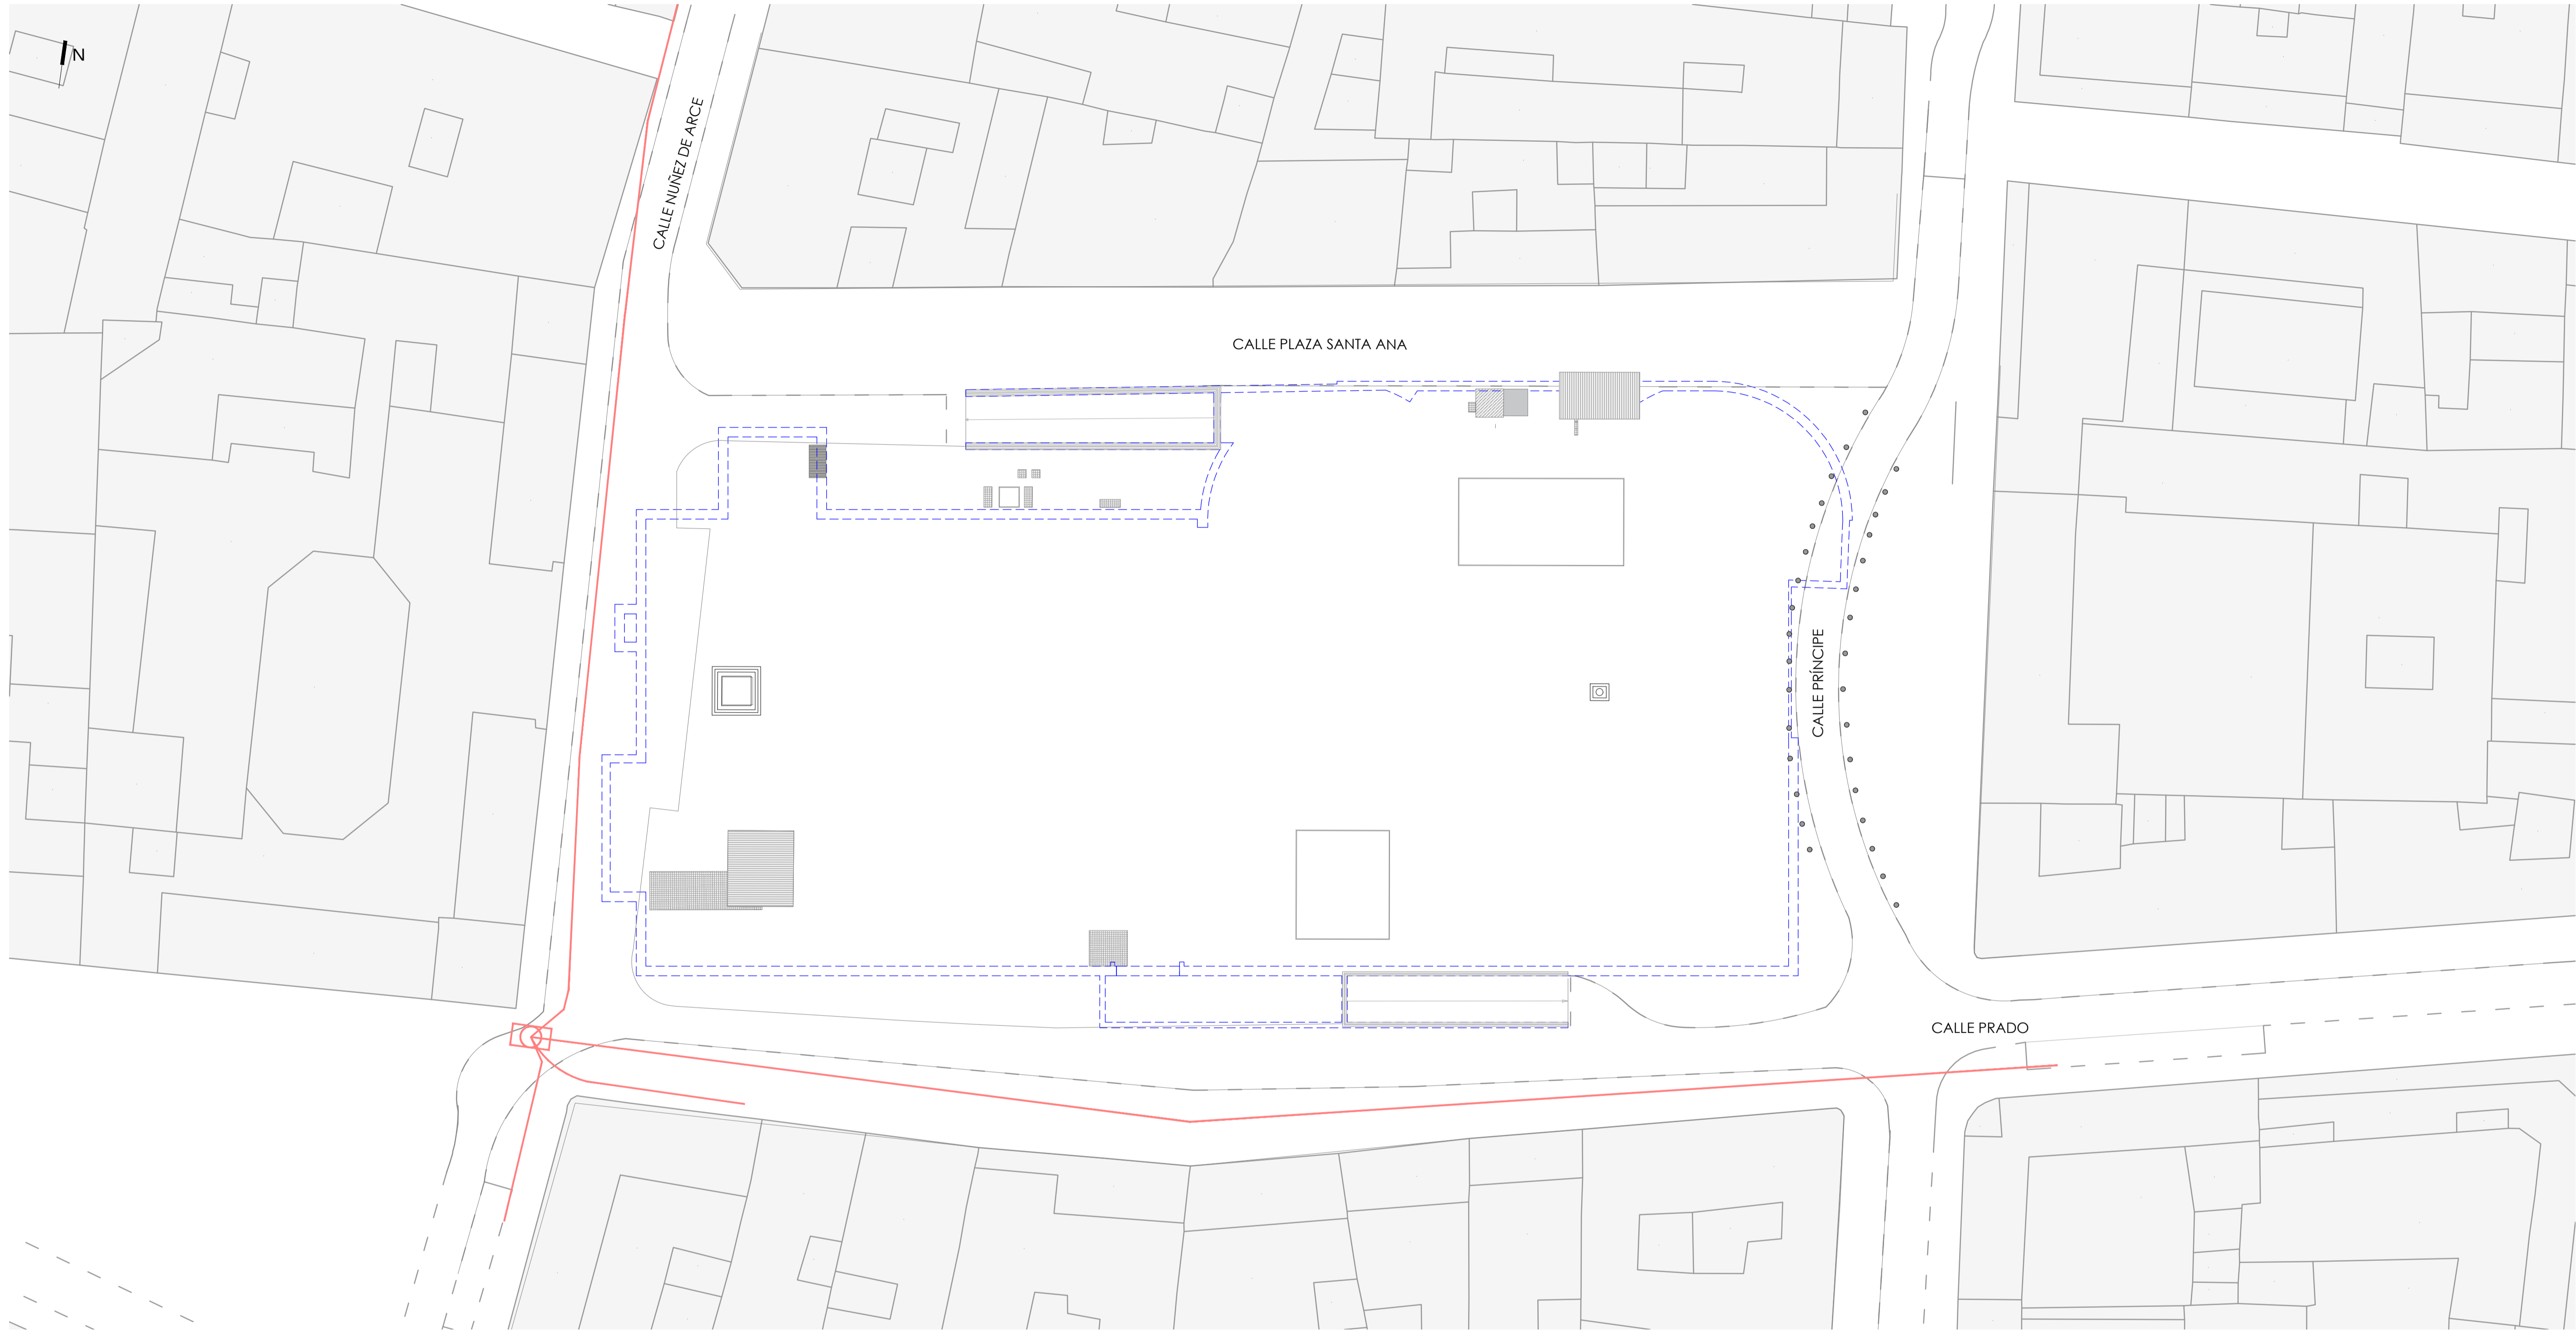 N
CALLE NUÑEZ DE ARCE
CALLE PLAZA SANTA ANA
CALLE PRÍNCIPE
CALLE PRADO